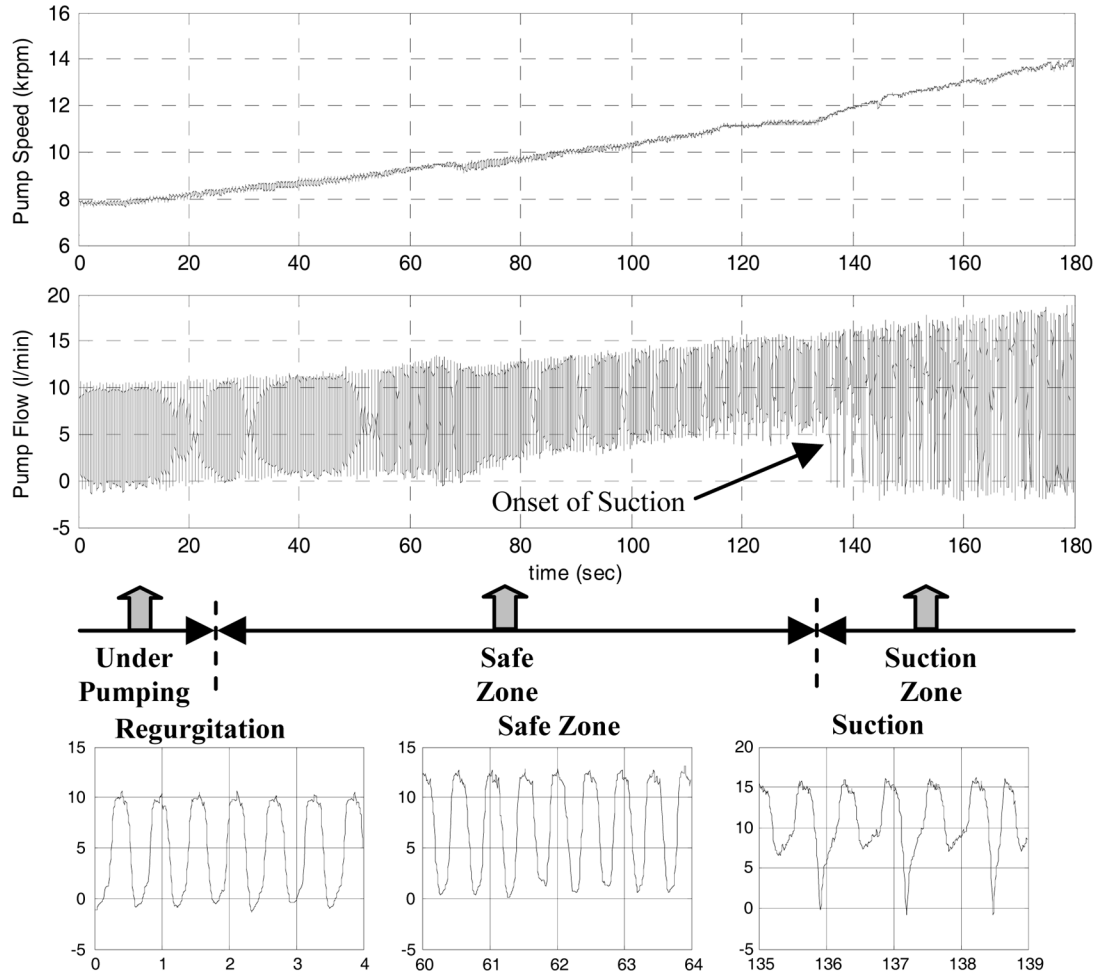 16
14
12
10
8
6
Pump Speed (krpm)
0 20 40 60 80 100 120 140 160 180
20
15
10
5
0
-5
Pump Flow (l/min)
Onset of Suction
0 20 40 60 80 100 120 140 160 180
time (sec)
Under
Pumping
Safe
Zone
Suction
Zone
Regurgitation
15
10
5
0
-5
0 1 2 3 4
Safe Zone
15
10
5
0
-5
60 61 62 63 64
Suction
20
15
10
5
0
-5
135 136 137 138 139